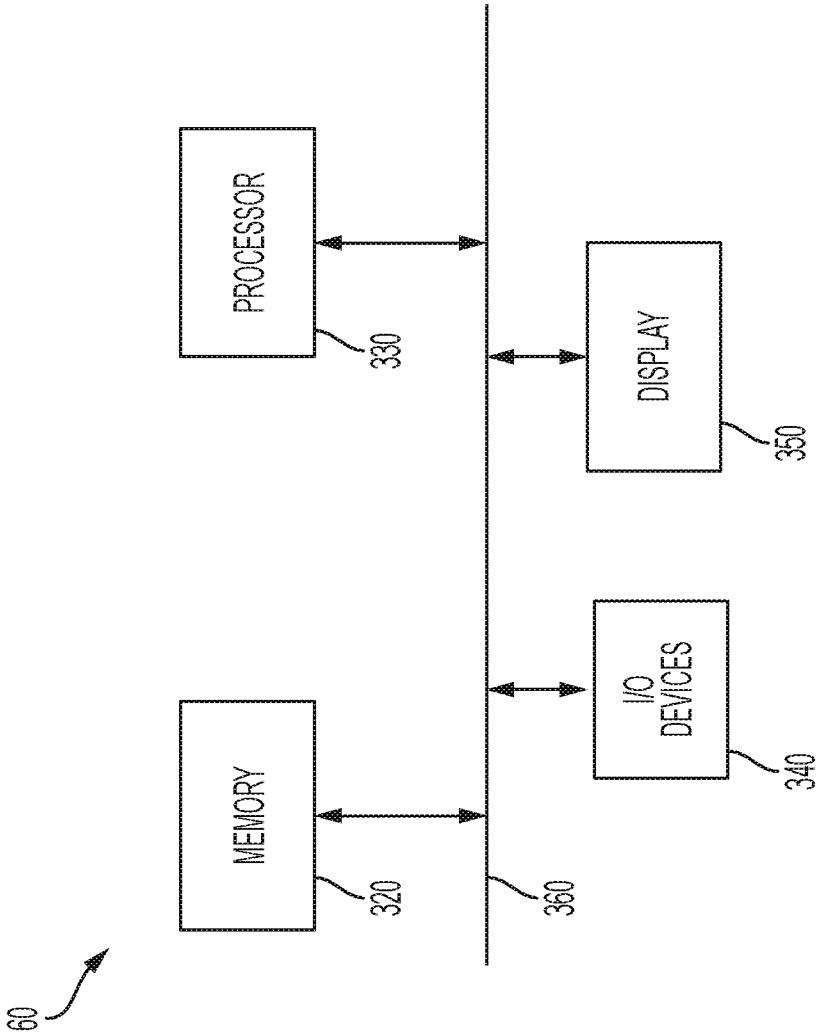 60
MEMORY
320
PROCESSOR
330
360
I/O
DEVICES
340
DISPLAY
350